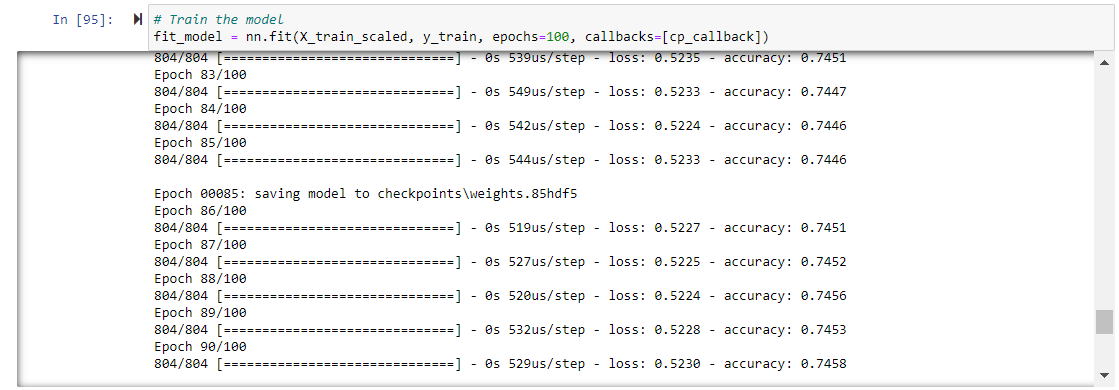 In [95]:
# Train the model
fit_model = nn.fit(X_train_scaled, y_train, epochs=100, callbacks=[cp_callback])
804/804 [==============================] - 0s 539us/step - loss: 0.5235 - accuracy: 0.7451
Epoch 83/100
804/804 [==============================] - 0s 549us/step - loss: 0.5233 - accuracy: 0.7447
Epoch 84/100
804/804 [==============================] - 0s 542us/step - loss: 0.5224 - accuracy: 0.7446
Epoch 85/100
804/804 [==============================] - 0s 544us/step - loss: 0.5233 - accuracy: 0.7446
Epoch 00085: saving model to checkpoints\weights.85hdf5
Epoch 86/100
804/804 [==============================] - 0s 519us/step - loss: 0.5227 - accuracy: 0.7451
Epoch 87/100
804/804 [==============================] - 0s 527us/step - loss: 0.5225 - accuracy: 0.7452
Epoch 88/100
804/804 [==============================] - 0s 520us/step - loss: 0.5224 - accuracy: 0.7456
Epoch 89/100
804/804 [==============================] - 0s 532us/step - loss: 0.5228 - accuracy: 0.7453
Epoch 90/100
804/804 [==============================] - 0s 529us/step - loss: 0.5230 - accuracy: 0.7458